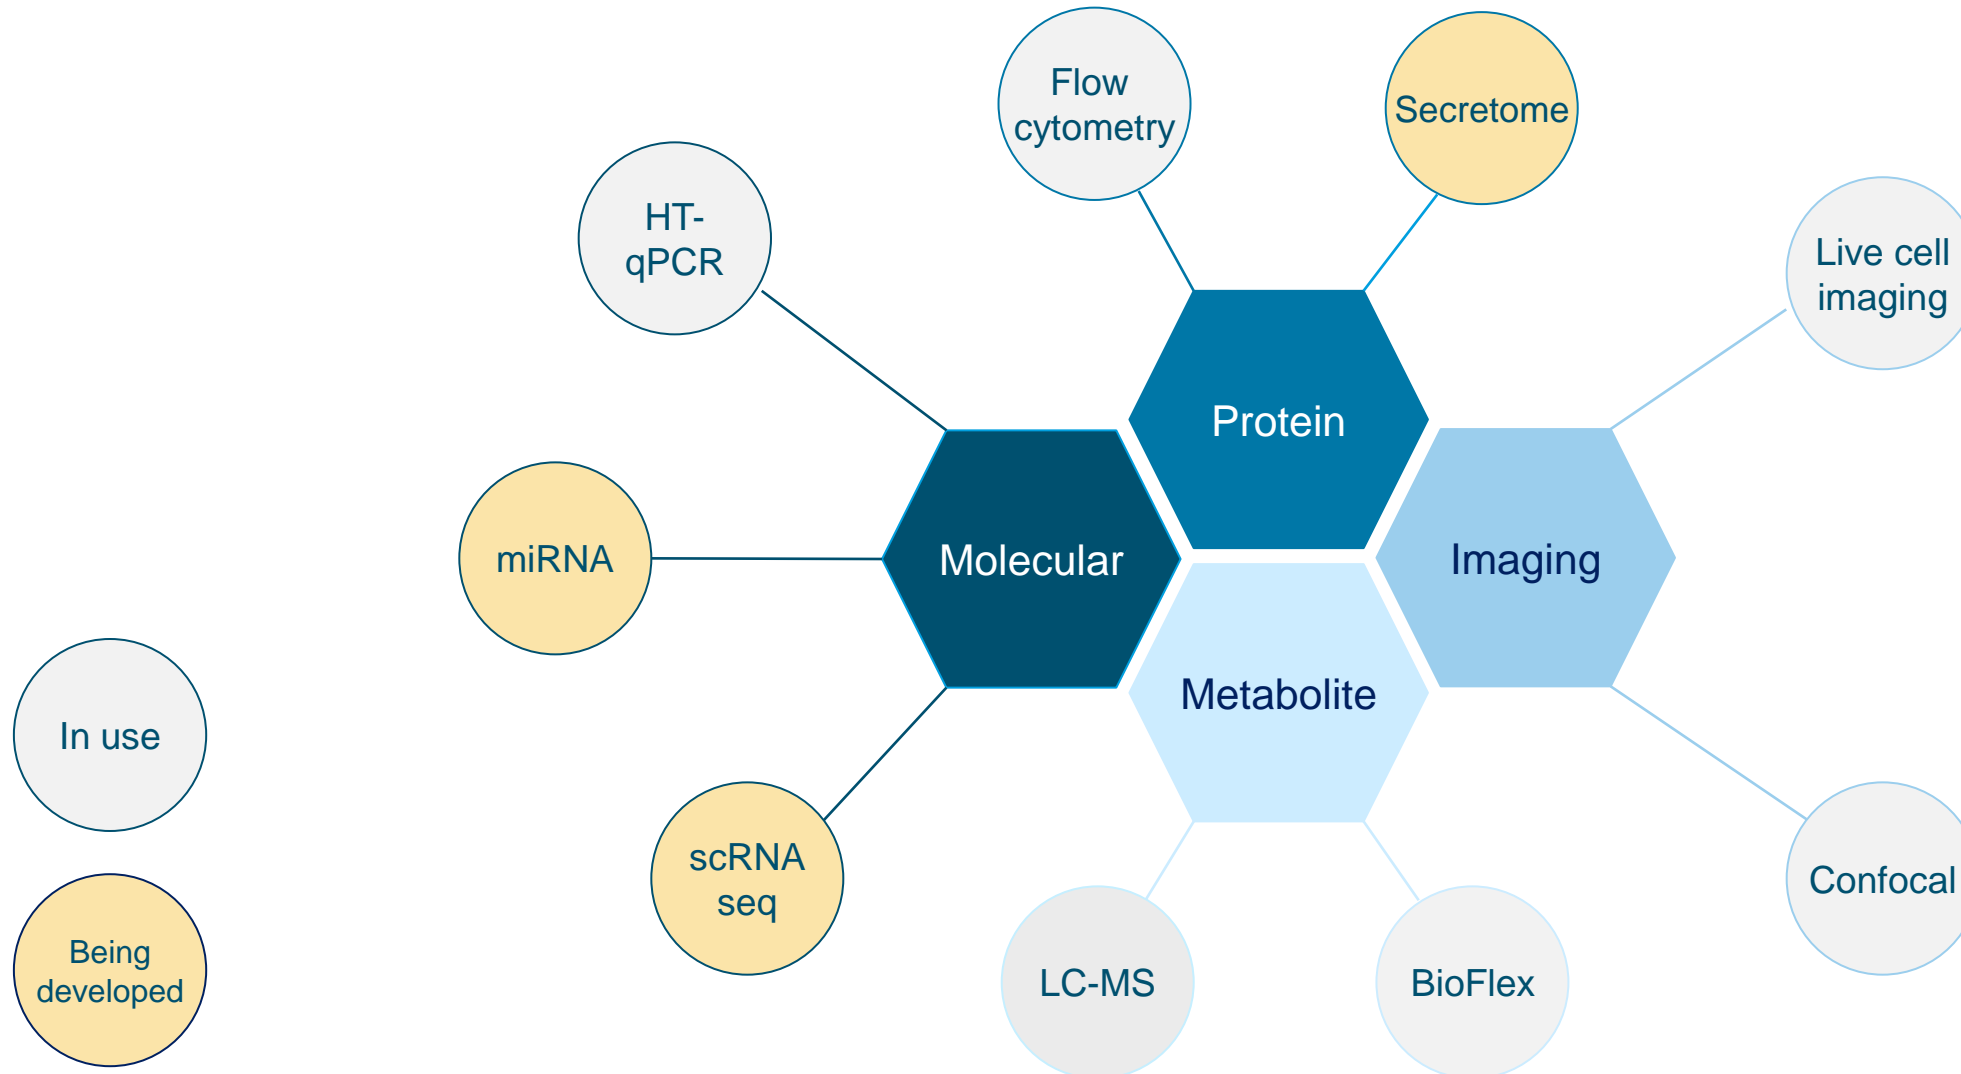 Flow
cytometry
Secretome
HT-
qPCR
Live cell
imaging
Protein
miRNA
Molecular
Imaging
Metabolite
In use
scRNA
seq
Confocal
Being
developed
LC-MS
BioFlex